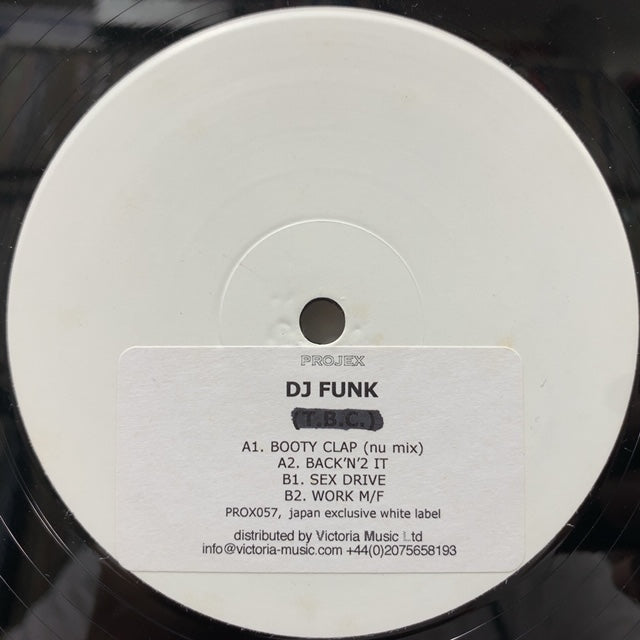 PROJEX
DJ FUNK
(T.B.C.)
A1. BOOTY CLAP (nu mix)
A2. BACK'N'2 IT
B1. SEX DRIVE
B2. WORK M/F
PROX057, japan exclusive white label
distributed by Victoria Music Ltd
info@victoria-music.com +44(0)2075658193